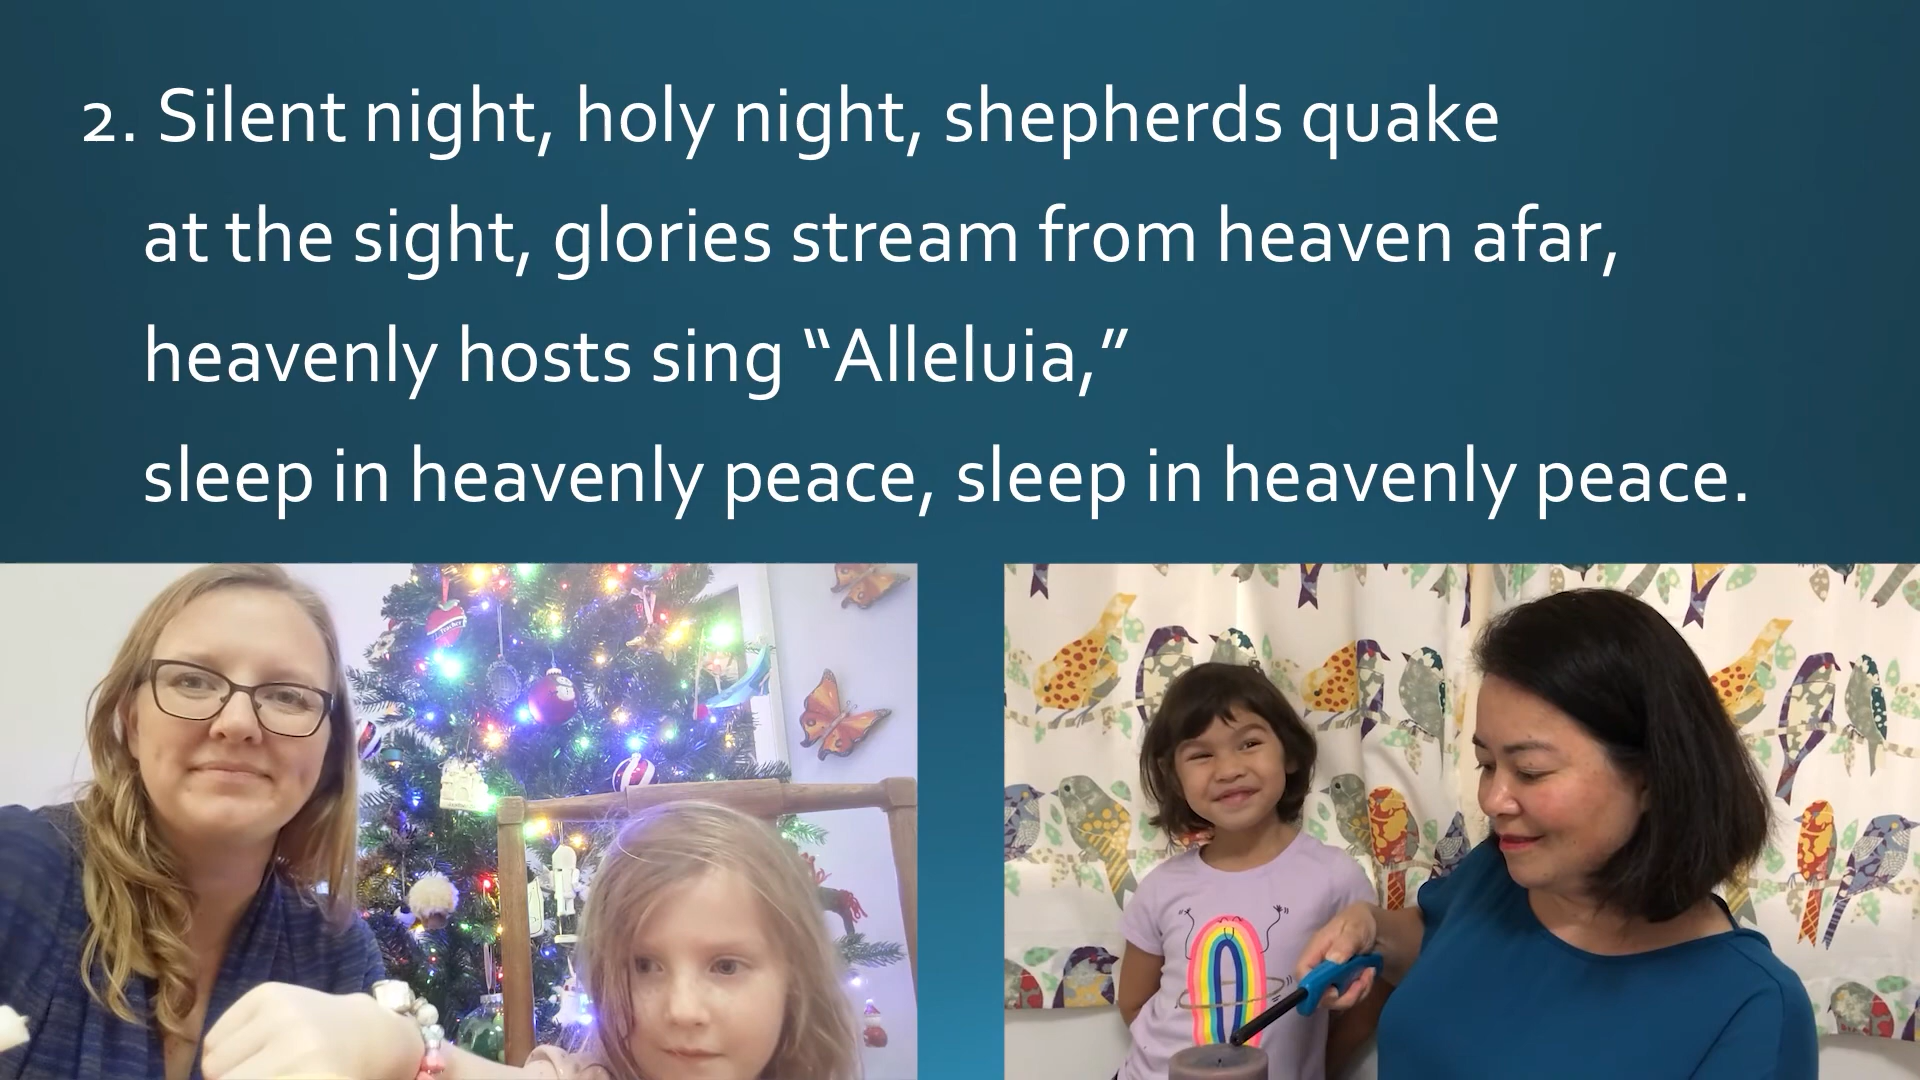 2. Silent night, holy night, shepherds quake
at the sight, glories stream from heaven afar,
heavenly hosts sing “Alleluia,”
sleep in heavenly peace, sleep in heavenly peace.